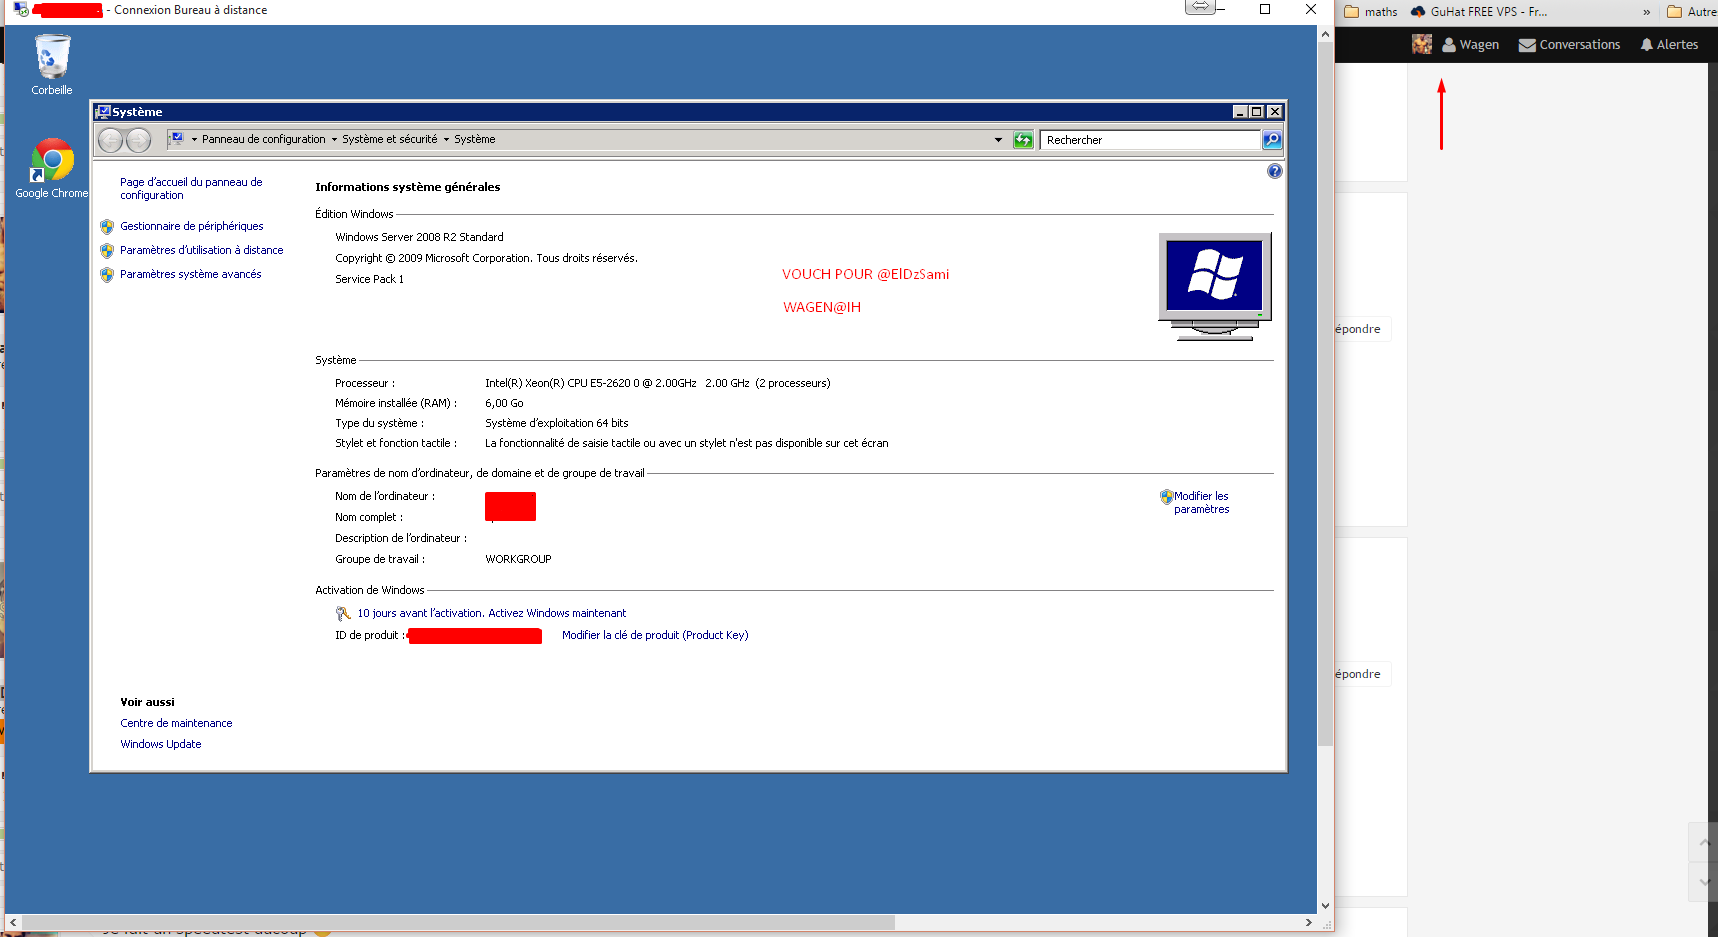 - Connexion Bureau à distance
maths
GuHat FREE VPS - Fr...
»
Autre
Wagen
Conversations
Alertes
Corbeille
Google Chrome
Système
Panneau de configuration
Système et sécurité
Système
Rechercher
Page d'accueil du panneau de
configuration
Gestionnaire de périphériques
Paramètres d'utilisation à distance
Paramètres système avancés
Informations système générales
Édition Windows
Windows Server 2008 R2 Standard
Copyright © 2009 Microsoft Corporation. Tous droits réservés.
Service Pack 1
VOUCH POUR @ElDzSami
WAGEN@IH
Système
Processeur : Intel(R) Xeon(R) CPU E5-2620 0 @ 2.00GHz 2.00 GHz (2 processeurs)
Mémoire installée (RAM) : 6,00 Go
Type du système : Système d'exploitation 64 bits
Stylet et fonction tactile : La fonctionnalité de saisie tactile ou avec un stylet n'est pas disponible sur cet écran
Paramètres de nom d'ordinateur, de domaine et de groupe de travail
Nom de l'ordinateur :
Nom complet :
Description de l'ordinateur :
Groupe de travail : WORKGROUP
Modifier les
paramètres
Activation de Windows
10 jours avant l'activation. Activez Windows maintenant
ID de produit :
Modifier la clé de produit (Product Key)
Voir aussi
Centre de maintenance
Windows Update
épondre
épondre